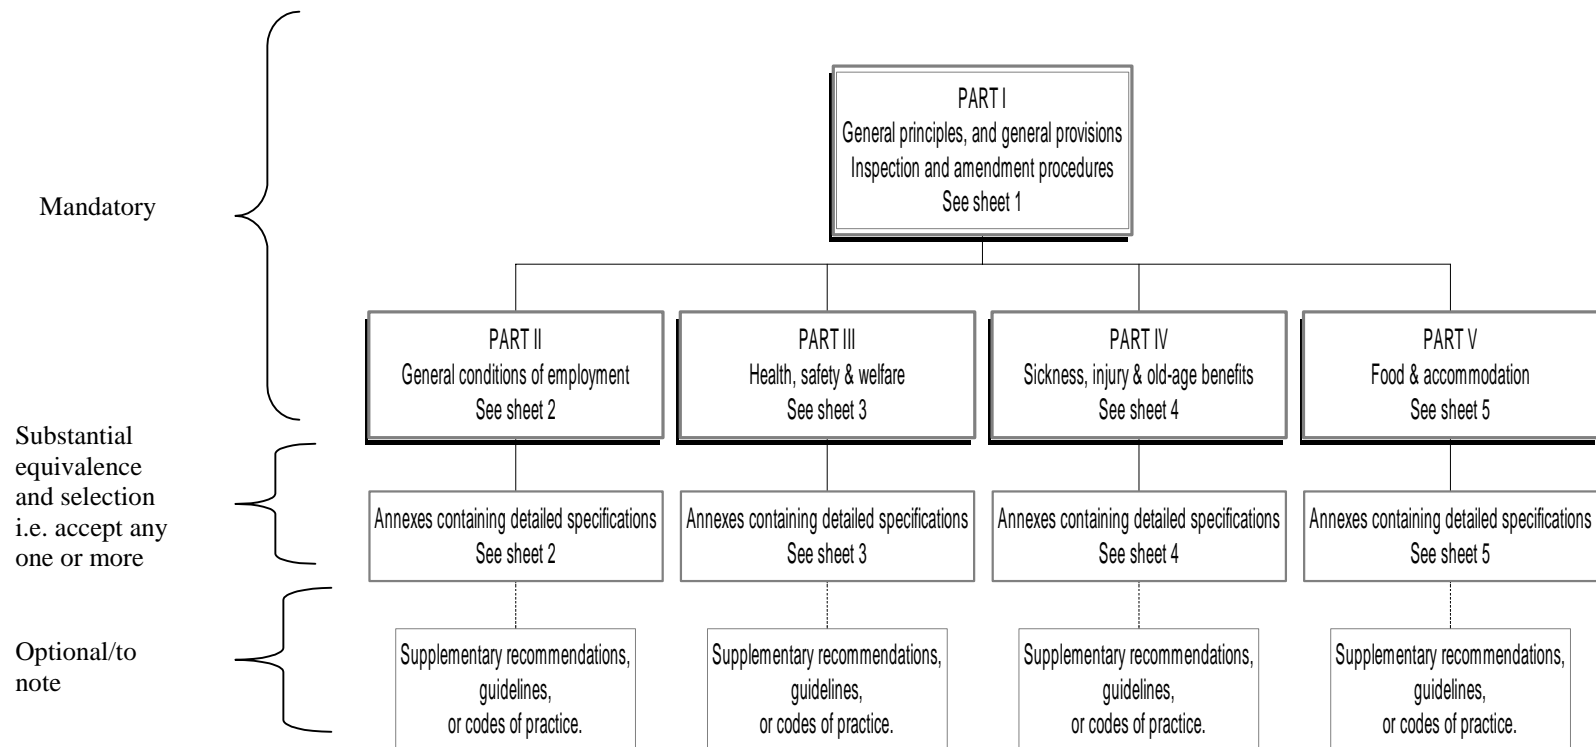 Mandatory
PART I
General principles, and general provisions
Inspection and amendment procedures
See sheet 1
PART II
General conditions of employment
See sheet 2
PART III
Health, safety & welfare
See sheet 3
PART IV
Sickness, injury & old-age benefits
See sheet 4
PART V
Food & accommodation
See sheet 5
Substantial
equivalence
and selection
i.e. accept any
one or more
Annexes containing detailed specifications
See sheet 2
Annexes containing detailed specifications
See sheet 3
Annexes containing detailed specifications
See sheet 4
Annexes containing detailed specifications
See sheet 5
Optional/to
note
Supplementary recommendations,
guidelines,
or codes of practice.
Supplementary recommendations,
guidelines,
or codes of practice.
Supplementary recommendations,
guidelines,
or codes of practice.
Supplementary recommendations,
guidelines,
or codes of practice.